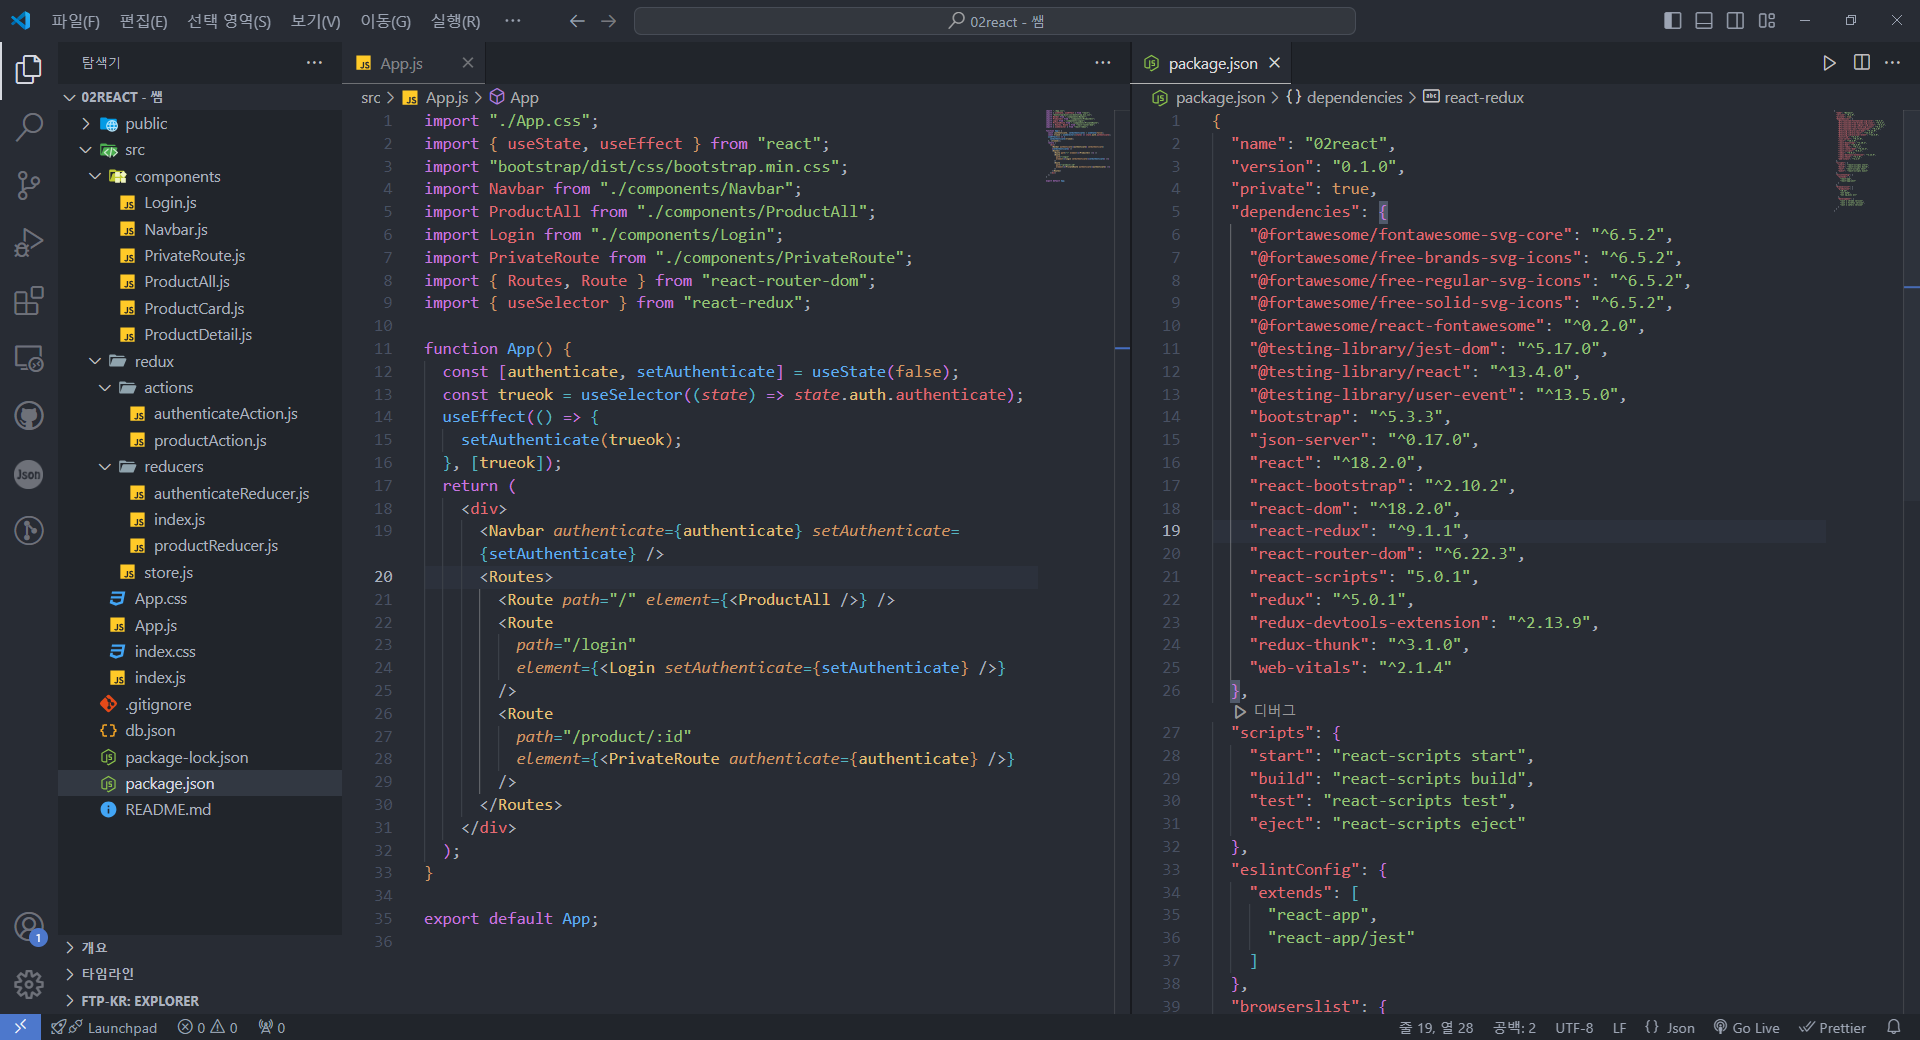 파일(F) 편집(E) 선택 영역(S) 보기(V) 이동(G) 실행(R) ···
02react - 쌤
탐색기
02REACT - 쌤
public
src
components
Login.js
Navbar.js
PrivateRoute.js
ProductAll.js
ProductCard.js
ProductDetail.js
redux
actions
authenticateAction.js
productAction.js
reducers
authenticateReducer.js
index.js
productReducer.js
store.js
App.css
App.js
index.css
index.js
.gitignore
db.json
package-lock.json
package.json
README.md
개요
타임라인
FTP-KR: EXPLORER
Json
1
App.js
src > App.js > App
1 import "./App.css";
2 import { useState, useEffect } from "react";
3 import "bootstrap/dist/css/bootstrap.min.css";
4 import Navbar from "./components/Navbar";
5 import ProductAll from "./components/ProductAll";
6 import Login from "./components/Login";
7 import PrivateRoute from "./components/PrivateRoute";
8 import { Routes, Route } from "react-router-dom";
9 import { useSelector } from "react-redux";
10
11 function App() {
12 const [authenticate, setAuthenticate] = useState(false);
13 const trueok = useSelector((state) => state.auth.authenticate);
14 useEffect(() => {
15 setAuthenticate(trueok);
16 }, [trueok]);
17 return (
18 <div>
19 <Navbar authenticate={authenticate} setAuthenticate=
{setAuthenticate} />
20 <Routes>
21 <Route path="/" element={<ProductAll />} />
22 <Route
23 path="/login"
24 element={<Login setAuthenticate={setAuthenticate} />}
25 />
26 <Route
27 path="/product/:id"
28 element={<PrivateRoute authenticate={authenticate} />}
29 />
30 </Routes>
31 </div>
32 );
33 }
34
35 export default App;
36
package.json
package.json > {} dependencies > react-redux
1 {
2 "name": "02react",
3 "version": "0.1.0",
4 "private": true,
5 "dependencies": {
6 "@fortawesome/fontawesome-svg-core": "^6.5.2",
7 "@fortawesome/free-brands-svg-icons": "^6.5.2",
8 "@fortawesome/free-regular-svg-icons": "^6.5.2",
9 "@fortawesome/free-solid-svg-icons": "^6.5.2",
10 "@fortawesome/react-fontawesome": "^0.2.0",
11 "@testing-library/jest-dom": "^5.17.0",
12 "@testing-library/react": "^13.4.0",
13 "@testing-library/user-event": "^13.5.0",
14 "bootstrap": "^5.3.3",
15 "json-server": "^0.17.0",
16 "react": "^18.2.0",
17 "react-bootstrap": "^2.10.2",
18 "react-dom": "^18.2.0",
19 "react-redux": "^9.1.1",
20 "react-router-dom": "^6.22.3",
21 "react-scripts": "5.0.1",
22 "redux": "^5.0.1",
23 "redux-devtools-extension": "^2.13.9",
24 "redux-thunk": "^3.1.0",
25 "web-vitals": "^2.1.4"
26 },
디버그
27 "scripts": {
28 "start": "react-scripts start",
29 "build": "react-scripts build",
30 "test": "react-scripts test",
31 "eject": "react-scripts eject"
32 },
33 "eslintConfig": {
34 "extends": [
35 "react-app",
36 "react-app/jest"
37 ]
38 },
39 "browserslist": {
Launchpad 0 0 0
줄 19, 열 28 공백: 2 UTF-8 LF {} Json Go Live Prettier